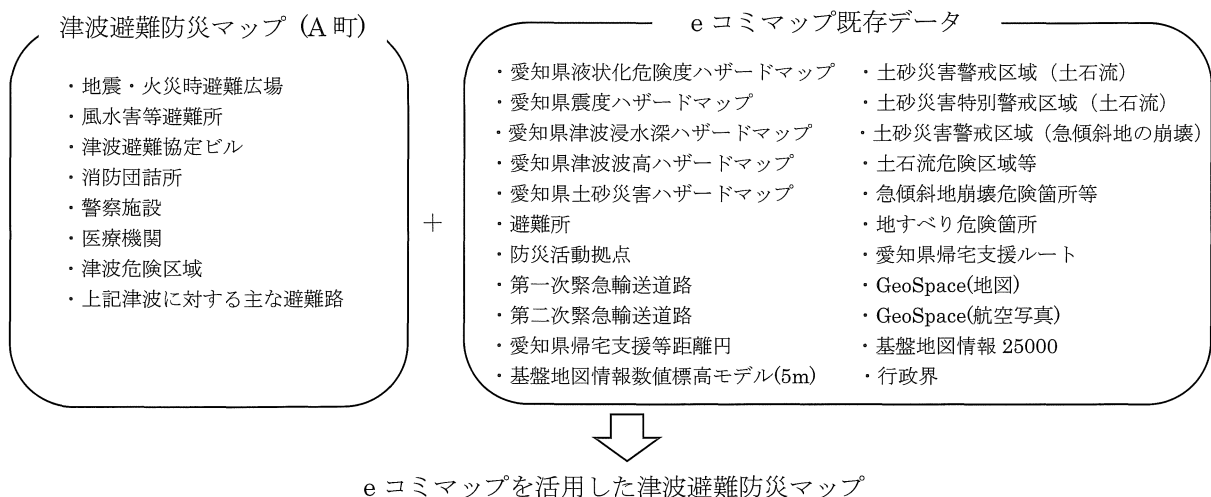 津波避難防災マップ (A 町)
・地震・火災時避難広場
・風水害等避難所
・津波避難協定ビル
・消防団詰所
・警察施設
・医療機関
・津波危険区域
・上記津波に対する主な避難路
＋
e コミマップ既存データ
・愛知県液状化危険度ハザードマップ
・愛知県震度ハザードマップ
・愛知県津波浸水深ハザードマップ
・愛知県津波波高ハザードマップ
・愛知県土砂災害ハザードマップ
・避難所
・防災活動拠点
・第一次緊急輸送道路
・第二次緊急輸送道路
・愛知県帰宅支援等距離円
・基盤地図情報数値標高モデル(5m)
・土砂災害警戒区域（土石流）
・土砂災害特別警戒区域（土石流）
・土砂災害警戒区域（急傾斜地の崩壊）
・土石流危険区域等
・急傾斜地崩壊危険箇所等
・地すべり危険箇所
・愛知県帰宅支援ルート
・GeoSpace(地図)
・GeoSpace(航空写真)
・基盤地図情報 25000
・行政界
e コミマップを活用した津波避難防災マップ